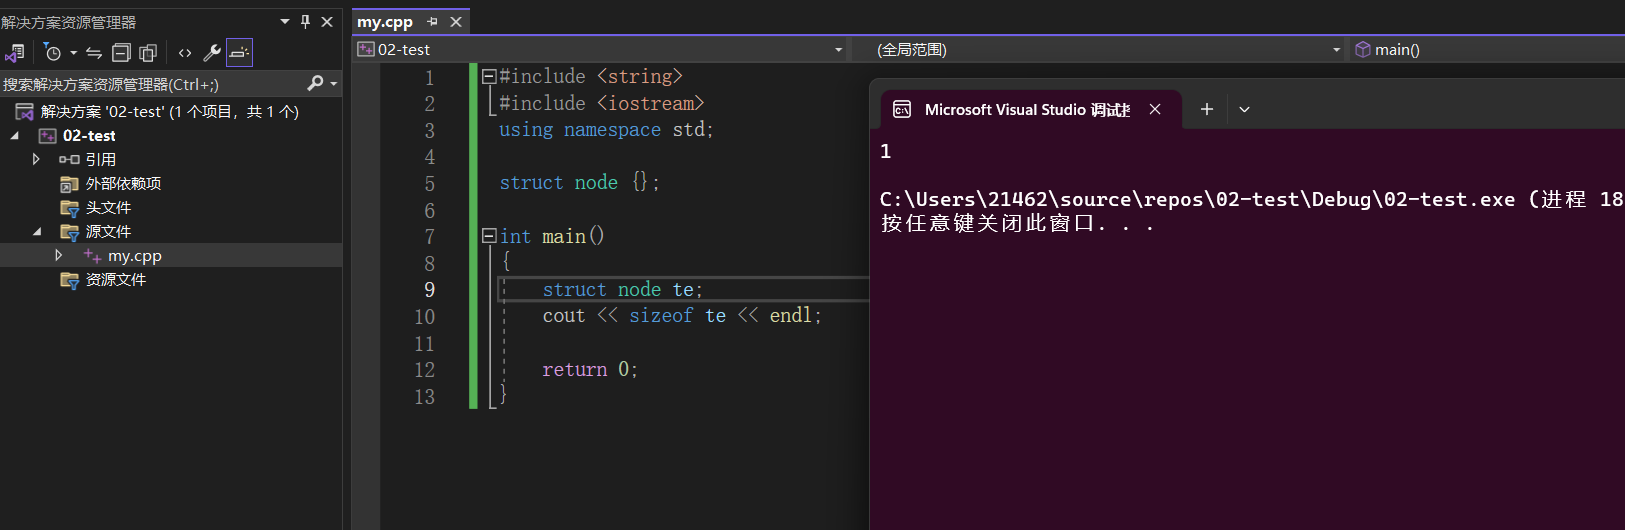 解决方案资源管理器
搜索解决方案资源管理器(Ctrl+;)
解决方案 '02-test' (1 个项目，共 1 个)
02-test
引用
外部依赖项
头文件
源文件
my.cpp
资源文件
my.cpp
02-test
(全局范围)
main()
1 #include <string>
2 #include <iostream>
3 using namespace std;
4
5 struct node {};
6
7 int main()
8 {
9 struct node te;
10 cout << sizeof te << endl;
11
12 return 0;
13 }
Microsoft Visual Studio 调试
1
C:\Users\21462\source\repos\02-test\Debug\02-test.exe (进程 18
按任意键关闭此窗口. . .